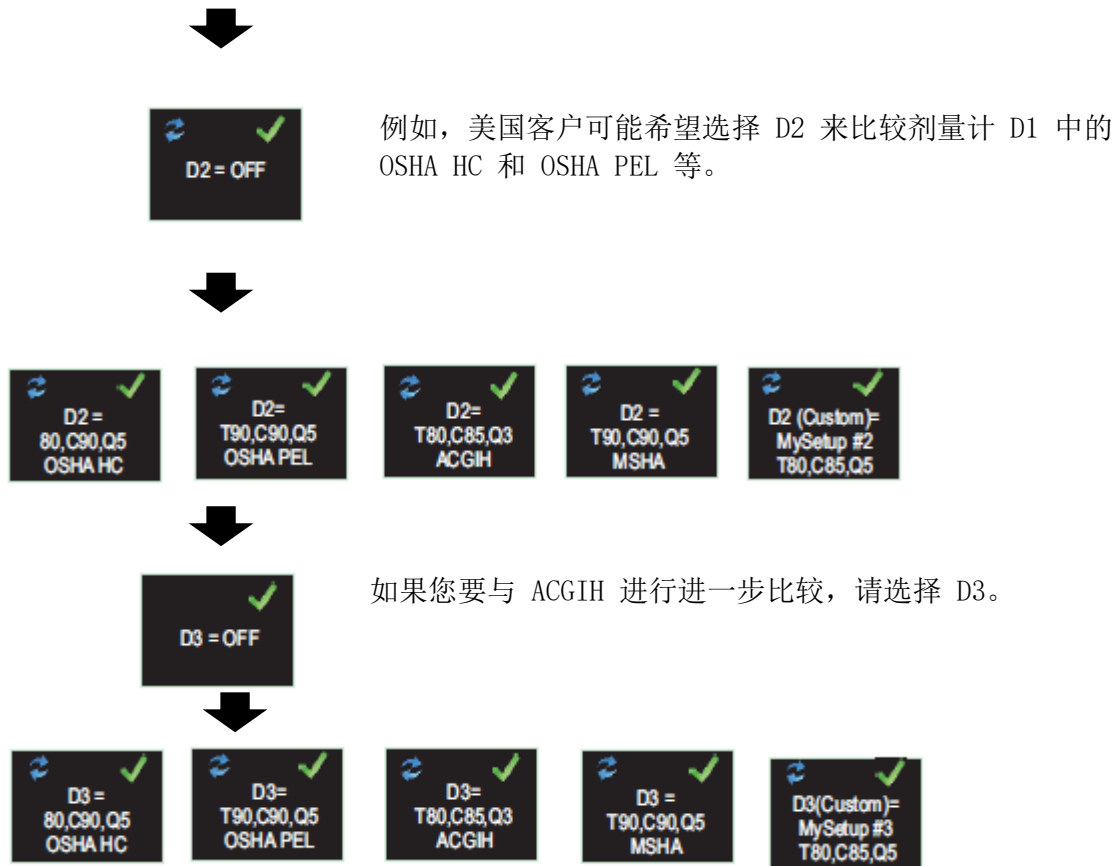 D2 = OFF
例如，美国客户可能希望选择 D2 来比较剂量计 D1 中的
OSHA HC 和 OSHA PEL 等。
D2 =
80,C90,Q5
OSHA HC
D2=
T90,C90,Q5
OSHA PEL
D2=
T80,C85,Q3
ACGIH
D2 =
T90,C90,Q5
MSHA
D2 (Custom)=
MySetup #2
T80,C85,Q5
D3 = OFF
如果您要与 ACGIH 进行进一步比较，请选择 D3。
D3 =
80,C90,Q5
OSHA HC
D3=
T90,C90,Q5
OSHA PEL
D3=
T80,C85,Q3
ACGIH
D3 =
T90,C90,Q5
MSHA
D3(Custom)=
MySetup #3
T80,C85,Q5